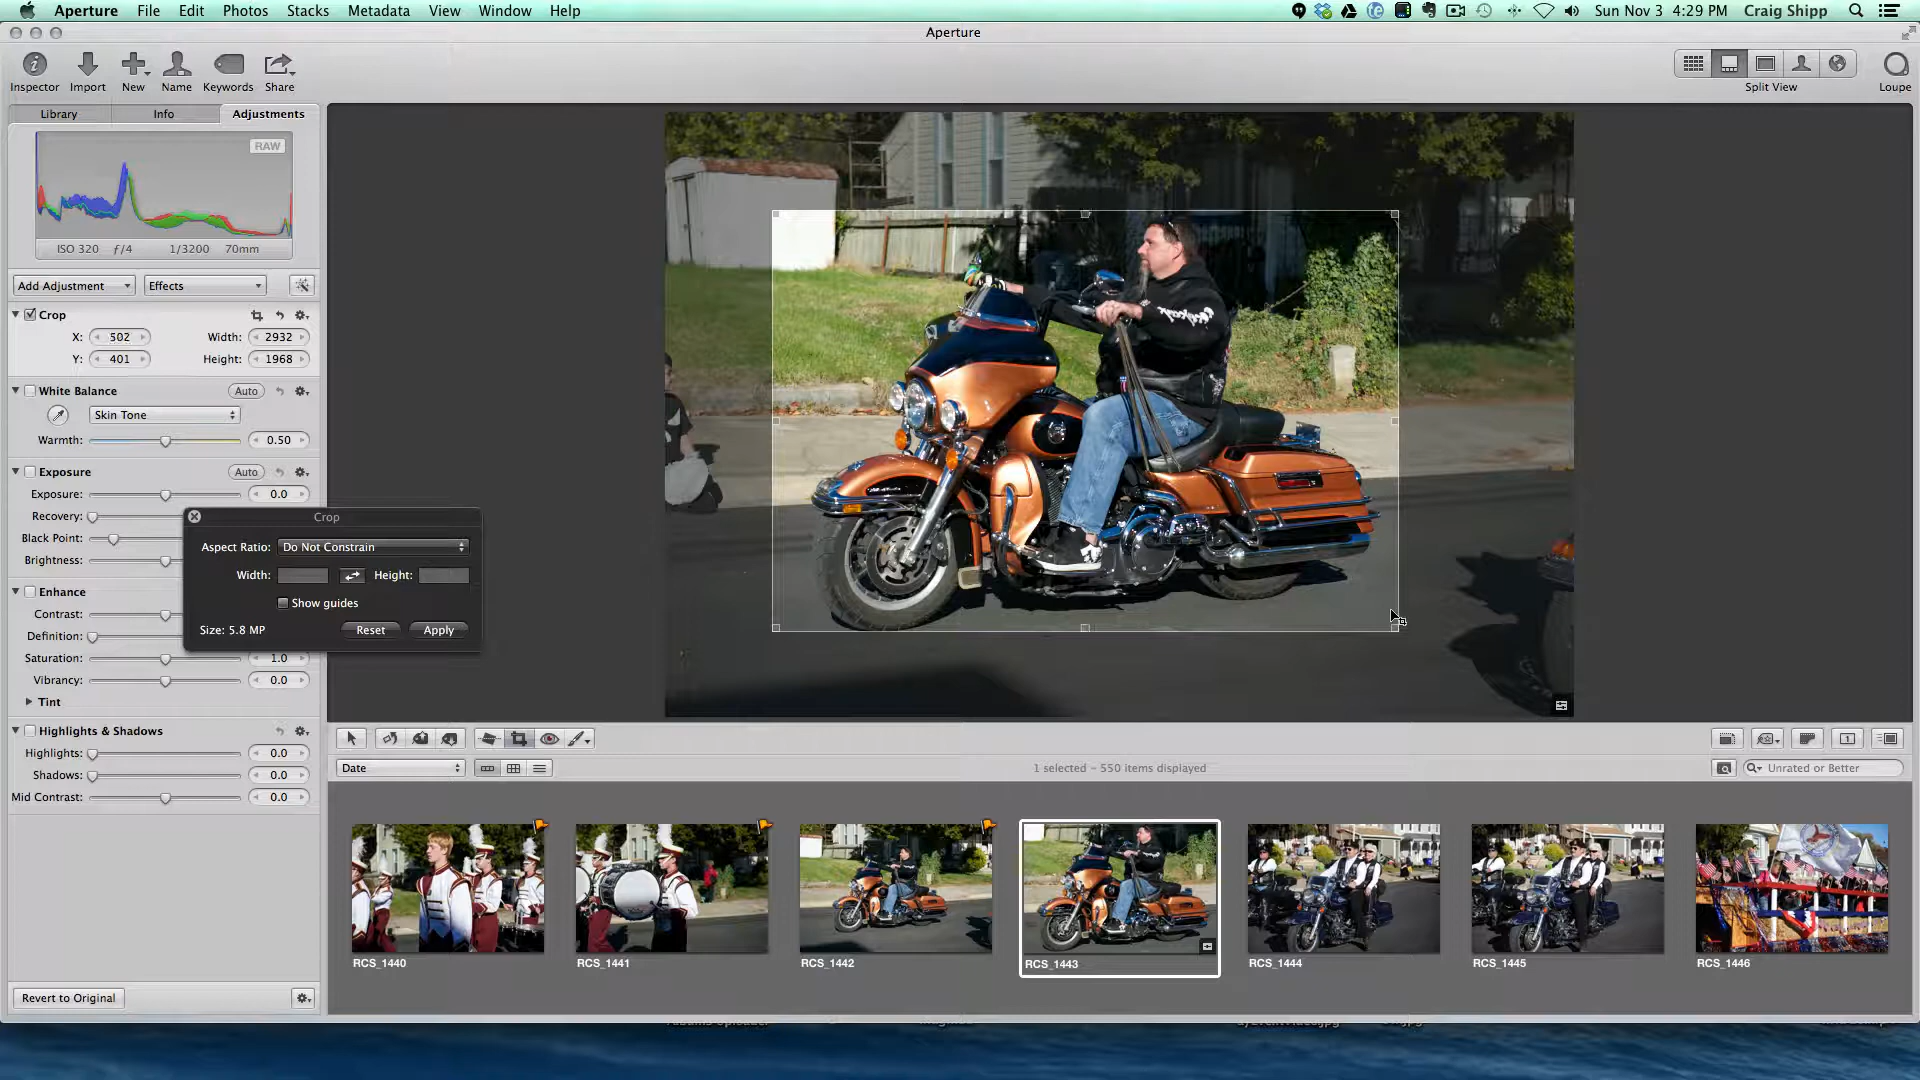 Aperture File Edit Photos Stacks Metadata View Window Help Sun Nov 3 4:29 PM Craig Shipp
Aperture
Inspector Import New Name Keywords Share Split View Loupe
Library Info Adjustments
RAW
ISO 320 ƒ/4 1/3200 70mm
Add Adjustment Effects
Crop
X: 502 Width: 2932
Y: 401 Height: 1968
White Balance Auto
Skin Tone
Warmth: 0.50
Exposure Auto
Exposure: 0.0
Recovery:
Black Point:
Brightness:
Enhance
Contrast:
Definition:
Saturation: 1.0
Vibrancy: 0.0
Tint
Highlights & Shadows
Highlights: 0.0
Shadows: 0.0
Mid Contrast: 0.0
Revert to Original
Crop
Aspect Ratio: Do Not Constrain
Width: Height:
Show guides
Size: 5.8 MP Reset Apply
Date 1 selected – 550 items displayed Unrated or Better
RCS_1440 RCS_1441 RCS_1442 RCS_1443 RCS_1444 RCS_1445 RCS_1446